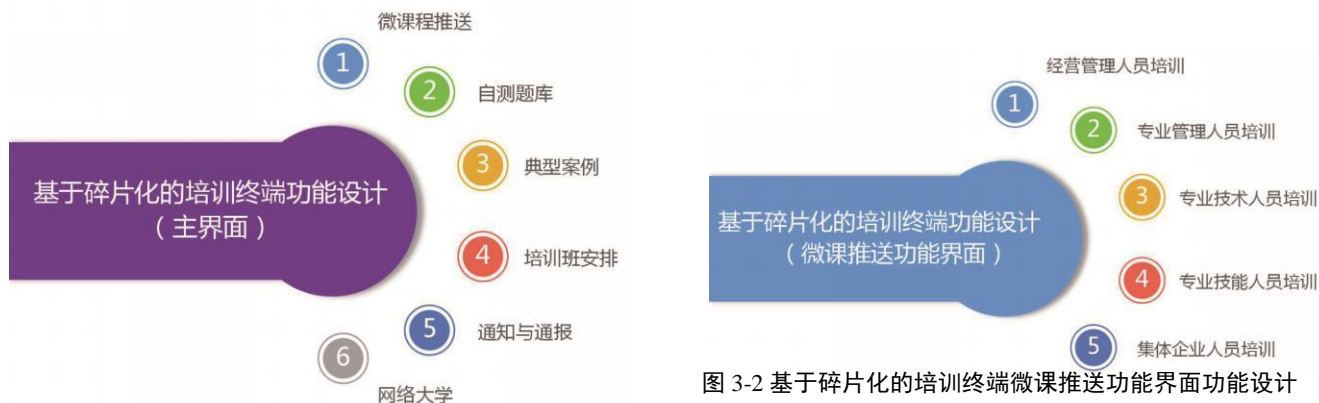 微课程推送
1
2
自测题库
3
典型案例
基于碎片化的培训终端功能设计
（主界面）
4
培训班安排
5
通知与通报
6
网络大学
经营管理人员培训
1
2
专业管理人员培训
3
专业技术人员培训
基于碎片化的培训终端功能设计
（微课推送功能界面）
4
专业技能人员培训
5
集体企业人员培训
图 3-2 基于碎片化的培训终端微课推送功能界面功能设计